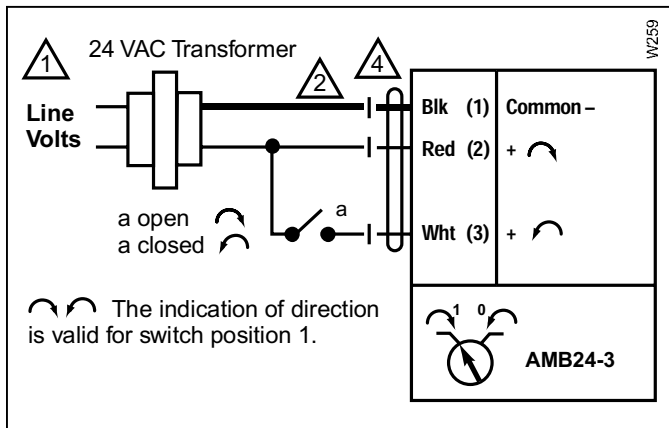 W259
24 VAC Transformer
1
2
4
Line
Volts
Blk (1) Common –
Red (2) +
a
Wht (3) +
a open
a closed
The indication of direction
is valid for switch position 1.
1 0
AMB24-3